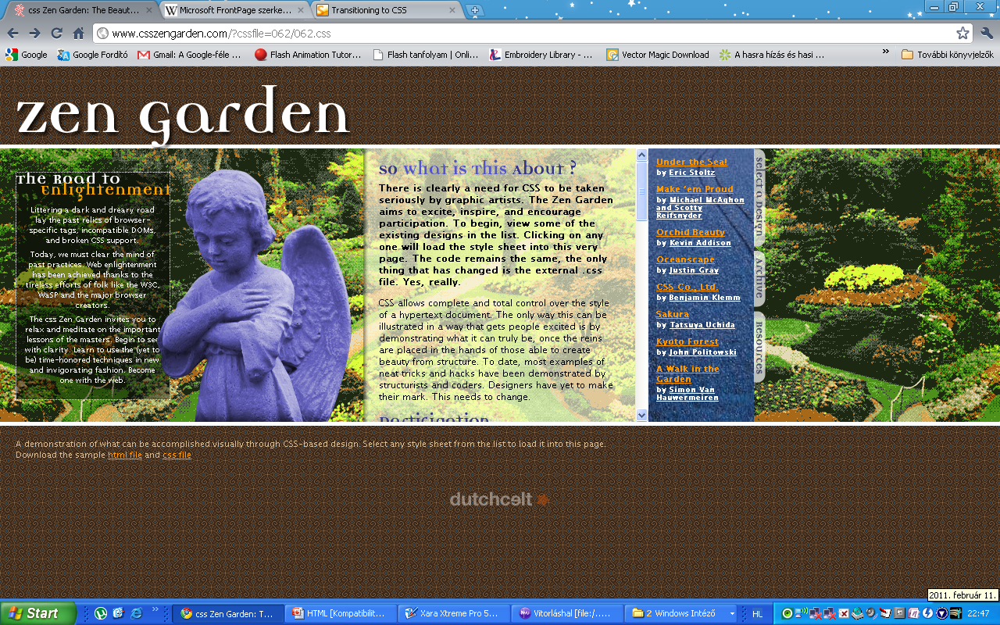 css Zen Garden: The Beaut...
Microsoft FrontPage szerke...
Transitioning to CSS
www.csszengarden.com/?cssfile=062/062.css
Google
Google Fordító
Gmail: A Google-féle ...
Flash Animation Tutor...
Flash tanfolyam | Onli...
Embroidery Library - ...
Vector Magic Download
A hasra hízás és hasi ...
»
További könyvjelzők
zen garden
The Road to
Enlightenment
Littering a dark and dreary road
lay the past relics of browser-
specific tags, incompatible DOMs,
and broken CSS support.
Today, we must clear the mind of
past practices. Web enlightenment
has been achieved thanks to the
tireless efforts of folk like the W3C,
WaSP and the major browser
creators.
The css Zen Garden invites you to
relax and meditate on the important
lessons of the masters. Begin to see
with clarity. Learn to use the (yet to
be) time-honored techniques in new
and invigorating fashion. Become
one with the web.
so what is This About ?
There is clearly a need for CSS to be taken
seriously by graphic artists. The Zen Garden
aims to excite, inspire, and encourage
participation. To begin, view some of the
existing designs in the list. Clicking on any
one will load the style sheet into this very
page. The code remains the same, the only
thing that has changed is the external .css
file. Yes, really.
CSS allows complete and total control over the style
of a hypertext document. The only way this can be
illustrated in a way that gets people excited is by
demonstrating what it can truly be, once the reins
are placed in the hands of those able to create
beauty from structure. To date, most examples of
neat tricks and hacks have been demonstrated by
structurists and coders. Designers have yet to make
their mark. This needs to change.
Participation
Under the Sea!
by Eric Stoltz
Make 'em Proud
by Michael McAghon
and Scotty
Reifsnyder
Orchid Beauty
by Kevin Addison
Oceanscape
by Justin Gray
CSS Co., Ltd.
by Benjamin Klemm
Sakura
by Tatsuya Uchida
Kyoto Forest
by John Politowski
A Walk in the
Garden
by Simon Van
Hauwermeiren
select a Design
Archive
Resources
A demonstration of what can be accomplished visually through CSS-based design. Select any style sheet from the list to load it into this page.
Download the sample html file and css file
dutchcelt
2011. február 11.
Start
»
css Zen Garden: T...
HTML [Kompatibilit...
Xara Xtreme Pro 5...
Vitorláshal [file:/.....
2 Windows Intéző
HU
22:47